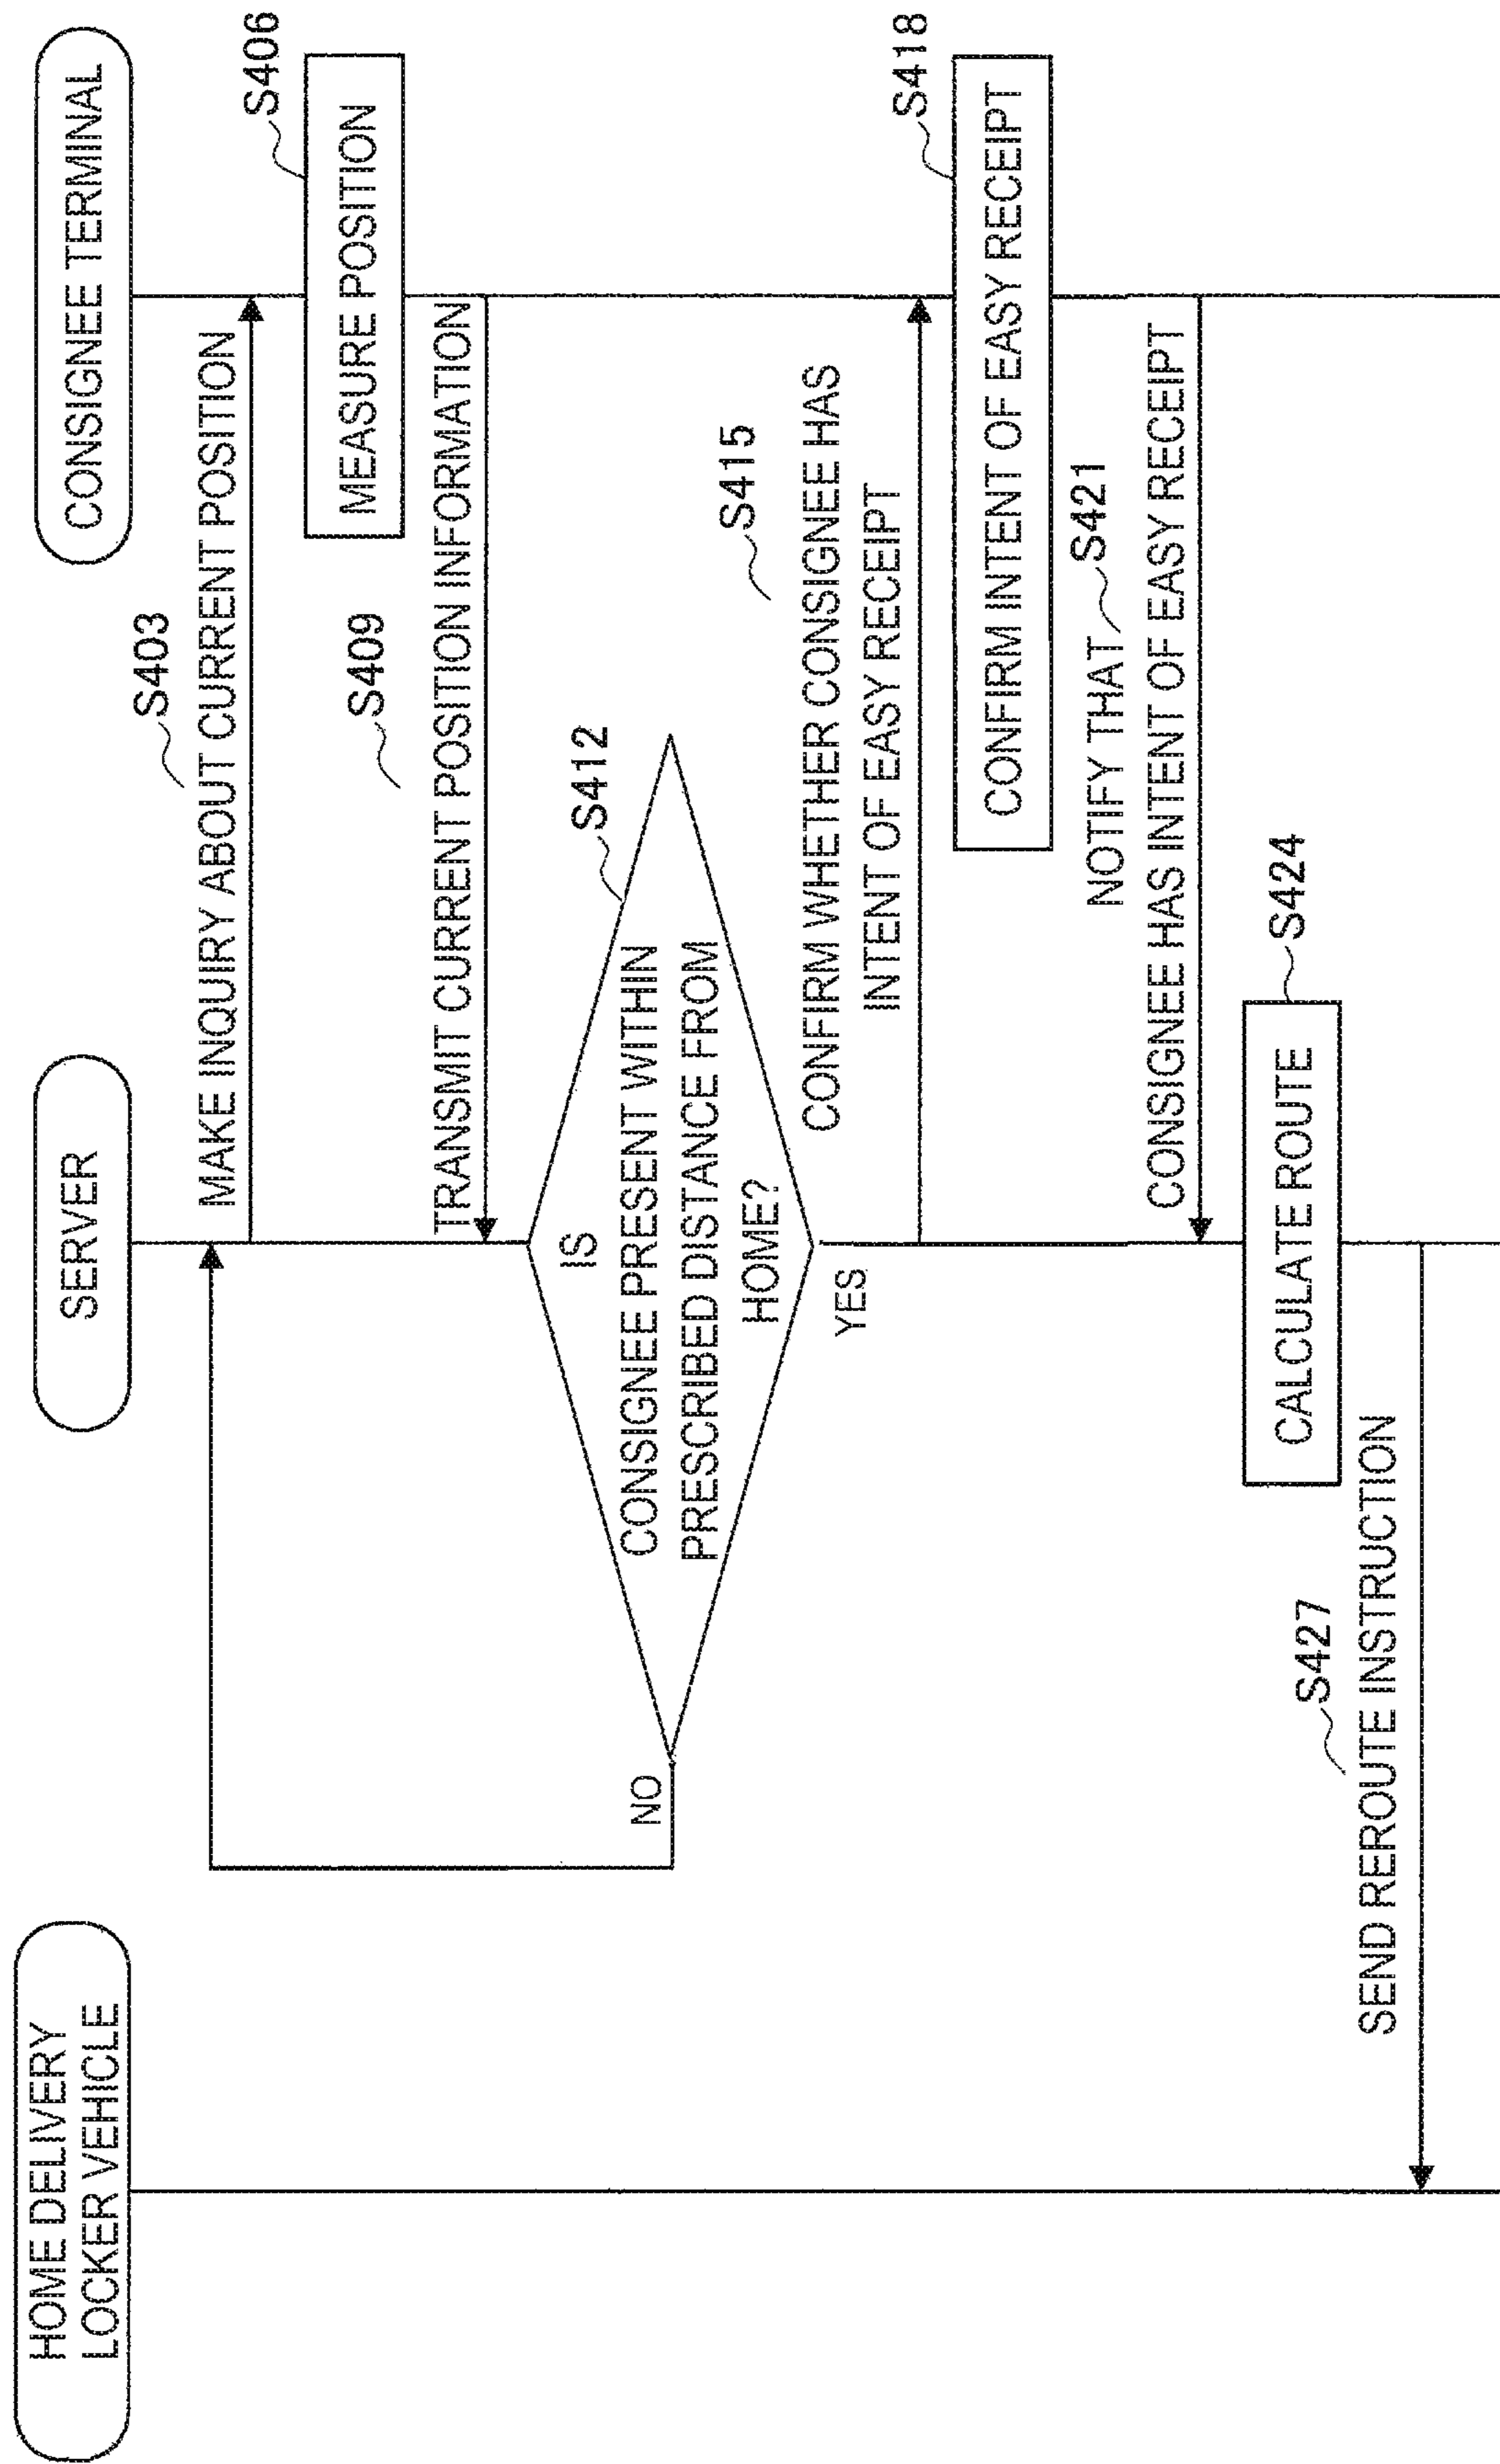 HOME DELIVERY
LOCKER VEHICLE
SERVER
CONSIGNEE TERMINAL
S403
MAKE INQUIRY ABOUT CURRENT POSITION
S406
MEASURE POSITION
S409
TRANSMIT CURRENT POSITION INFORMATION
S412
IS
CONSIGNEE PRESENT WITHIN
PRESCRIBED DISTANCE FROM
HOME?
NO
YES
S415
CONFIRM WHETHER CONSIGNEE HAS
INTENT OF EASY RECEIPT
S418
CONFIRM INTENT OF EASY RECEIPT
S421
NOTIFY THAT
CONSIGNEE HAS INTENT OF EASY RECEIPT
S424
CALCULATE ROUTE
S427
SEND REROUTE INSTRUCTION